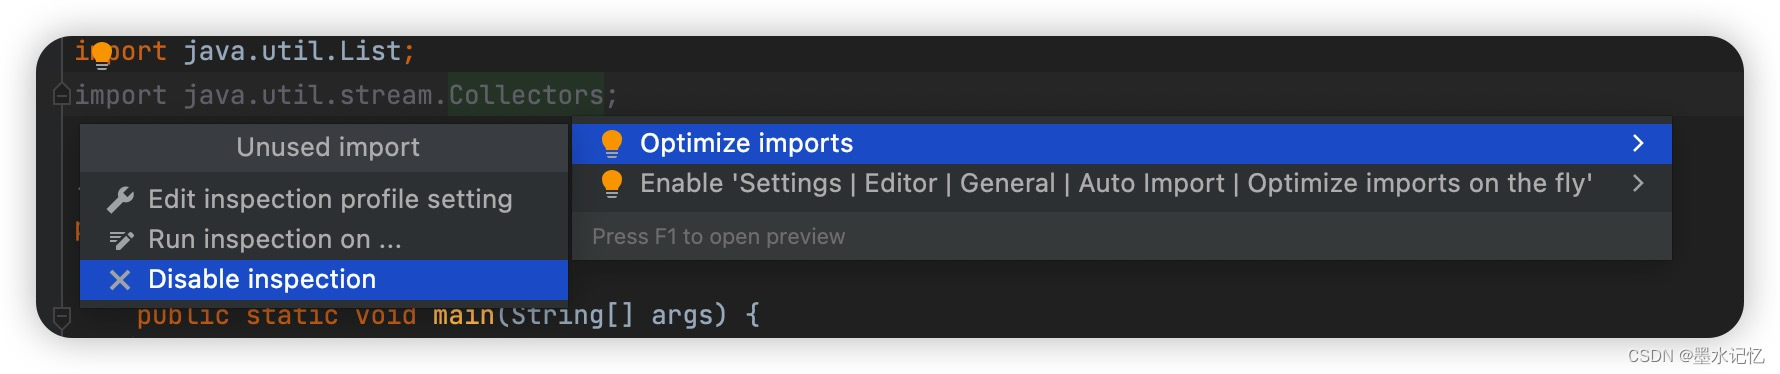 import java.util.List;
import java.util.stream.Collectors;
Unused import
Edit inspection profile setting
Run inspection on ...
Disable inspection
Optimize imports
Enable 'Settings | Editor | General | Auto Import | Optimize imports on the fly'
Press F1 to open preview
public static void main(String[] args) {
CSDN @墨水记忆